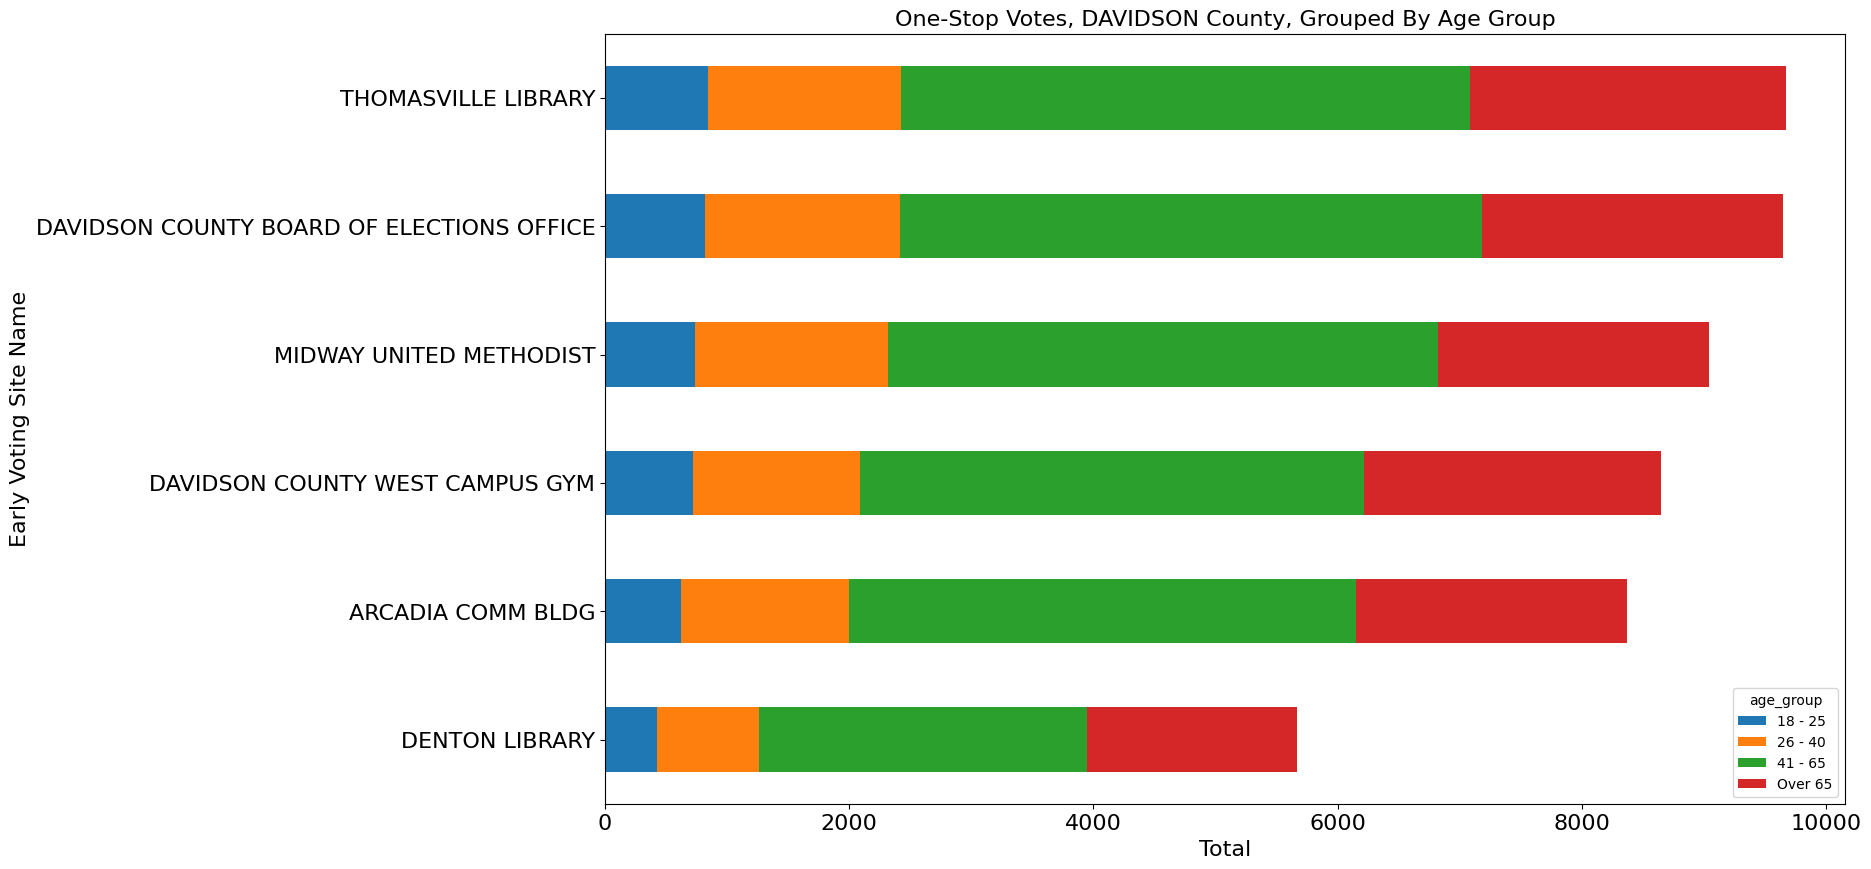 One-Stop Votes, DAVIDSON County, Grouped By Age Group
Early Voting Site Name
THOMASVILLE LIBRARY
DAVIDSON COUNTY BOARD OF ELECTIONS OFFICE
MIDWAY UNITED METHODIST
DAVIDSON COUNTY WEST CAMPUS GYM
ARCADIA COMM BLDG
DENTON LIBRARY
age_group
18 - 25
26 - 40
41 - 65
Over 65
0 2000 4000 6000 8000 10000
Total